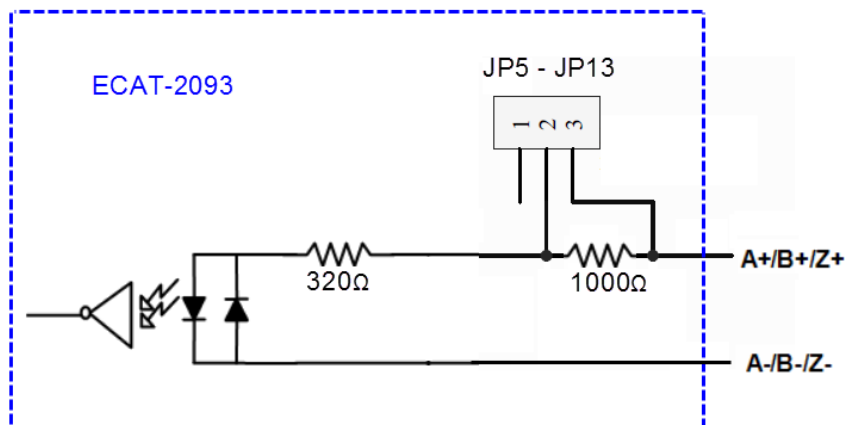 JP5 - JP13
ECAT-2093
1 2 3
A+/B+/Z+
320Ω
1000Ω
A-/B-/Z-